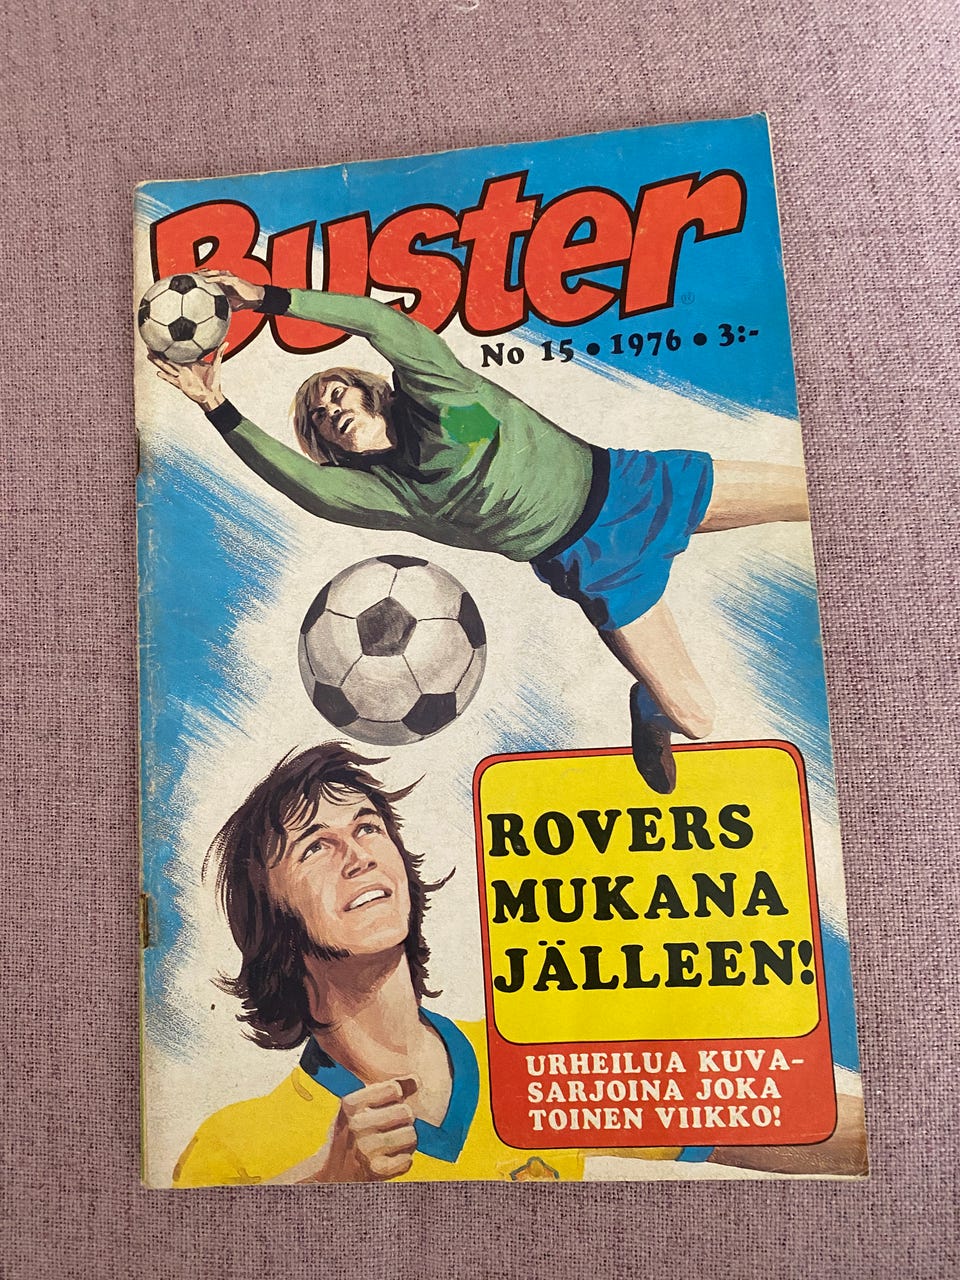 Buster
No 15 • 1976 • 3:-
ROVERS
MUKANA
JÄLLEEN!
URHEILUA KUVA-
SARJOINA JOKA
TOINEN VIIKKO!